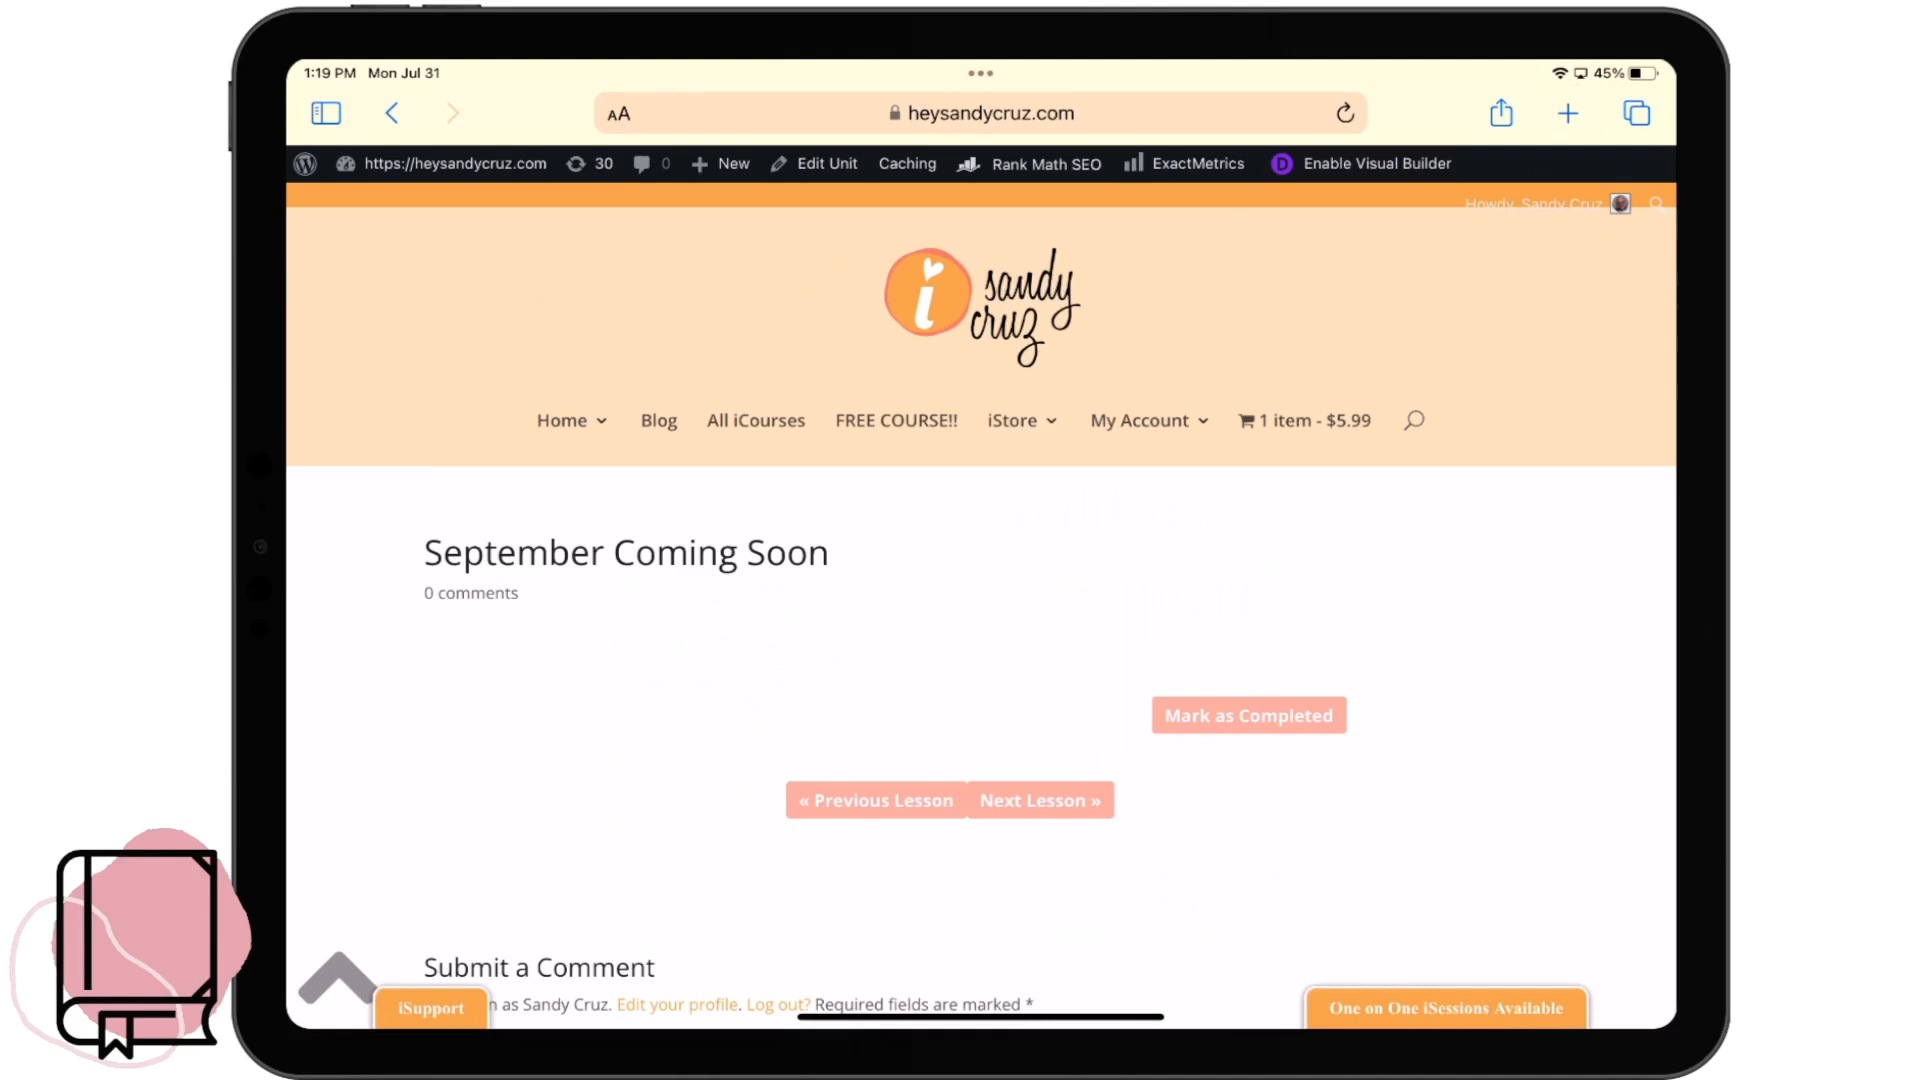 1:19 PM Mon Jul 31
45%
AA
heysandycruz.com
https://heysandycruz.com 30 0 New Edit Unit Caching Rank Math SEO ExactMetrics D Enable Visual Builder
Howdy, Sandy Cruz
i sandy
cruz
Home Blog All iCourses FREE COURSE!! iStore My Account 1 item - $5.99
September Coming Soon
0 comments
Mark as Completed
« Previous Lesson Next Lesson »
Submit a Comment
n as Sandy Cruz. Edit your profile. Log out? Required fields are marked *
iSupport
One on One iSessions Available